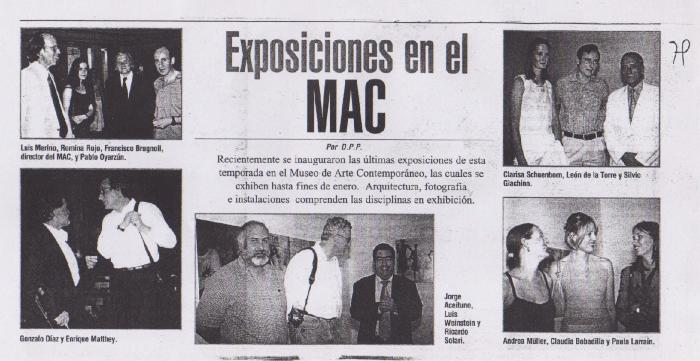 Exposiciones en el
MAC
Por D.P.P.
Recientemente se inauguraron las últimas exposiciones de esta
temporada en el Museo de Arte Contemporáneo, las cuales se
exhiben hasta fines de enero. Arquitectura, fotografía
e instalaciones comprenden las disciplinas en exhibición.
Luis Merino, Romina Rojo, Francisco Brugnoli,
director del MAC, y Pablo Oyarzún.
Gonzalo Díaz y Enrique Matthey.
Jorge
Aceituno,
Luis
Weinstein y
Ricardo
Solari.
Clarisa Schuenbom, León de la Torre y Silvio
Giachino.
Andrea Müller, Claudia Bobadilla y Paola Larraín.